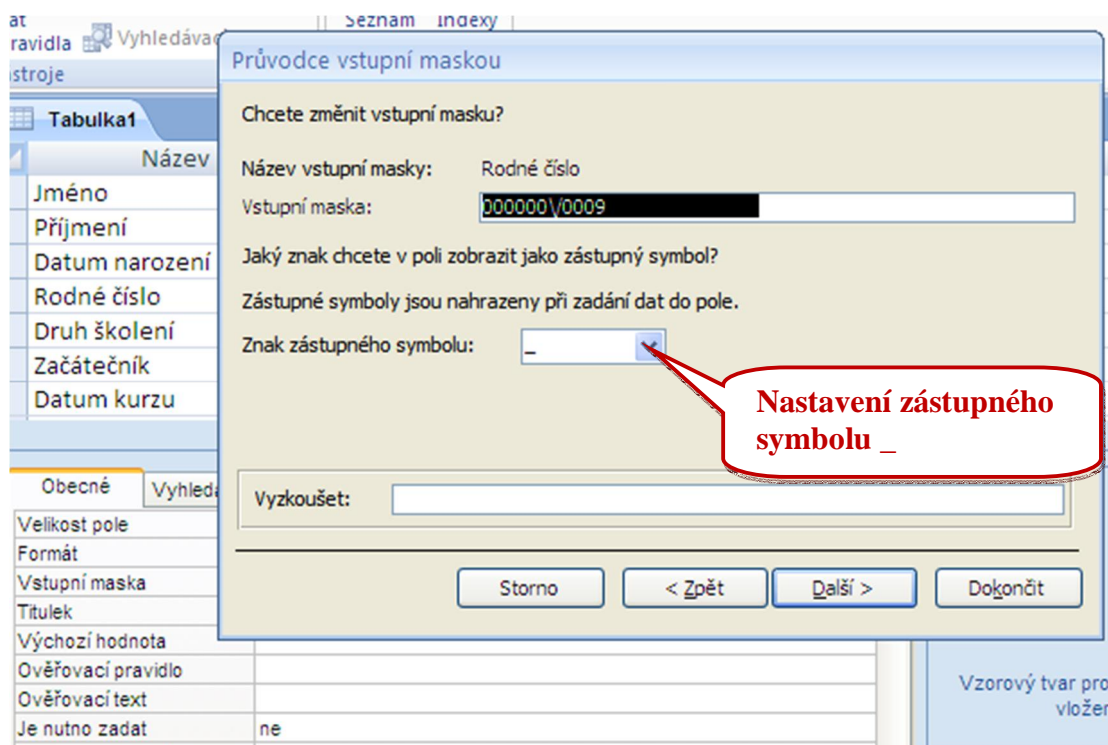 at
ravidla Vyhledávac
Seznam Indexy
stroje
Tabulka1
Název
Jméno
Příjmení
Datum narození
Rodné číslo
Druh školení
Začátečník
Datum kurzu
Průvodce vstupní maskou
Chcete změnit vstupní masku?
Název vstupní masky: Rodné číslo
Vstupní maska: 000000\/0009
Jaký znak chcete v poli zobrazit jako zástupný symbol?
Zástupné symboly jsou nahrazeny při zadání dat do pole.
Znak zástupného symbolu: _
Nastavení zástupného
symbolu _
Vyzkoušet:
Storno < Zpět Další > Dokončit
Obecné Vyhledá
Velikost pole
Formát
Vstupní maska
Titulek
Výchozí hodnota
Ověřovací pravidlo
Ověřovací text
Je nutno zadat ne
Vzorový tvar pro
vložen